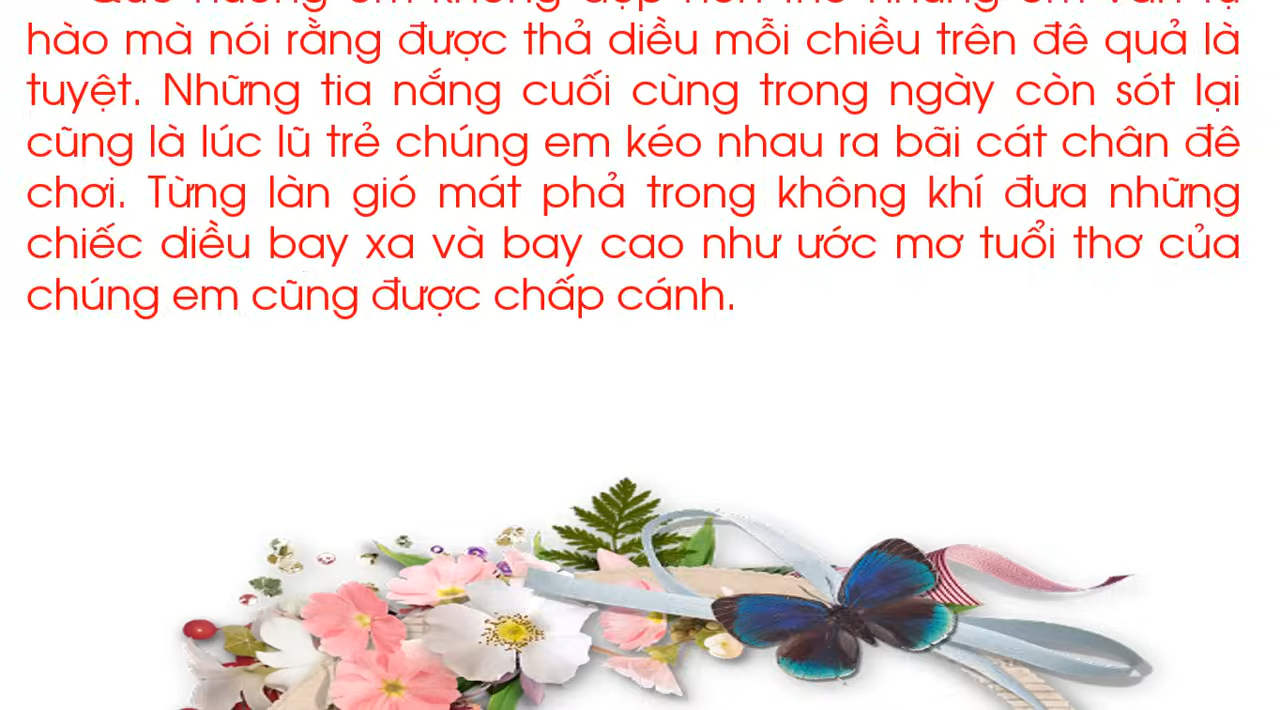 hào mà nói rằng được thả diều mỗi chiều trên đê quả là
tuyệt. Những tia nắng cuối cùng trong ngày còn sót lại
cũng là lúc lũ trẻ chúng em kéo nhau ra bãi cát chân đê
chơi. Từng làn gió mát phả trong không khí đưa những
chiếc diều bay xa và bay cao như ước mơ tuổi thơ của
chúng em cũng được chấp cánh.